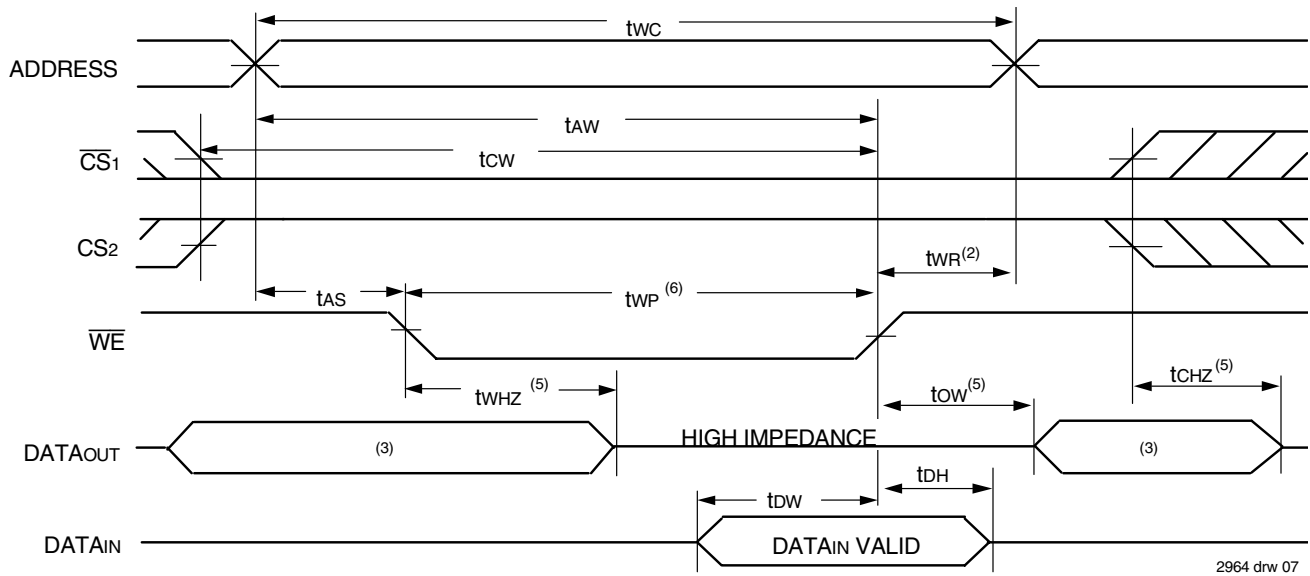 tWC
ADDRESS
tAW
CS1
tCW
CS2
tWR(2)
tAS
tWP (6)
WE
tWHZ (5)
tOW(5)
tCHZ(5)
DATAOUT
(3)
HIGH IMPEDANCE
(3)
tDW
tDH
DATAIN
DATAIN VALID
2964 drw 07